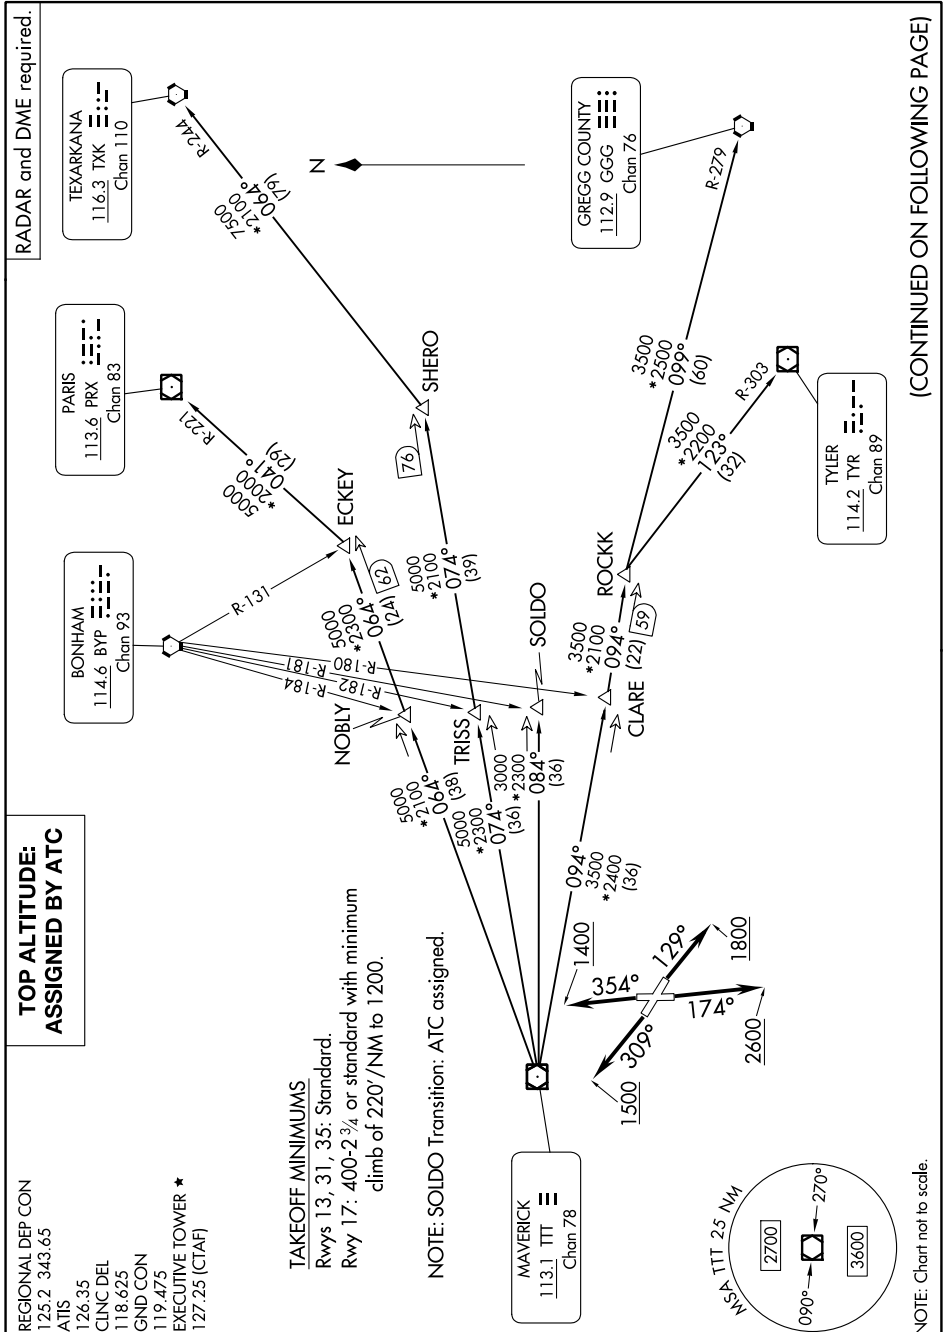 REGIONAL DEP CON
125.2 343.65
ATIS
126.35
CLNC DEL
118.625
GND CON
119.475
EXECUTIVE TOWER ★
127.25 (CTAF)
TOP ALTITUDE:
ASSIGNED BY ATC
RADAR and DME required.
BONHAM
114.6 BYP
Chan 93
PARIS
113.6 PRX
Chan 83
TEXARKANA
116.3 TXK
Chan 110
R-131
R-184
R-181
R-182
R-180
R-221
5000
*2000
041°
(29)
R-244
7500
*2100
064°
(79)
N
ECKEY
5000
*2300
064°
(24)
62
NOBLY
5000
*2100
064°
(38)
SHERO
76
5000
*2100
074°
(39)
TRISS
5000
*2300
074°
(36)
SOLDO
3000
*2300
084°
(36)
CLARE
094°
3500
*2400
(36)
ROCKK
3500
*2100
094°
(22)
59
3500
*2500
099°
(60)
R-279
GREGG COUNTY
112.9 GGG
Chan 76
3500
*2200
123°
(32)
R-303
TYLER
114.2 TYR
Chan 89
TAKEOFF MINIMUMS
Rwys 13, 31, 35: Standard.
Rwy 17: 400-2 ¾ or standard with minimum
climb of 220'/NM to 1200.
NOTE: SOLDO Transition: ATC assigned.
MAVERICK
113.1 TTT
Chan 78
1400
354°
129°
1800
309°
1500
174°
2600
MSA TTT 25 NM
2700
090°
270°
3600
NOTE: Chart not to scale.
(CONTINUED ON FOLLOWING PAGE)